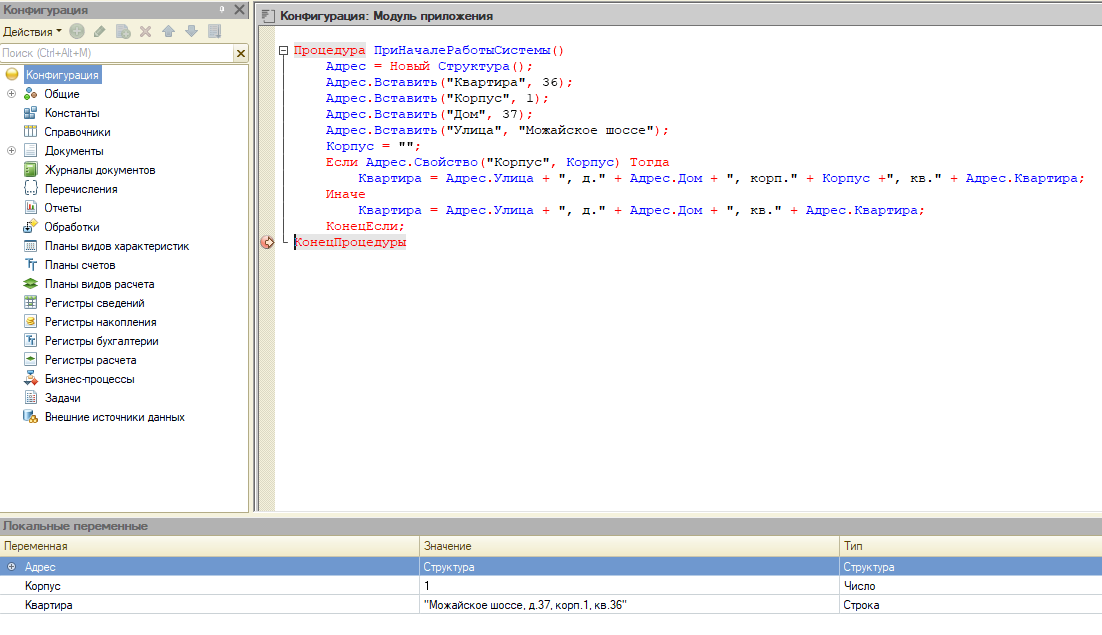 Конфигурация
Действия
Поиск (Ctrl+Alt+M)
Конфигурация
Общие
Константы
Справочники
Документы
Журналы документов
Перечисления
Отчеты
Обработки
Планы видов характеристик
Планы счетов
Планы видов расчета
Регистры сведений
Регистры накопления
Регистры бухгалтерии
Регистры расчета
Бизнес-процессы
Задачи
Внешние источники данных
Конфигурация: Модуль приложения
Процедура ПриНачалеРаботыСистемы()
Адрес = Новый Структура();
Адрес.Вставить("Квартира", 36);
Адрес.Вставить("Корпус", 1);
Адрес.Вставить("Дом", 37);
Адрес.Вставить("Улица", "Можайское шоссе");
Корпус = "";
Если Адрес.Свойство("Корпус", Корпус) Тогда
Квартира = Адрес.Улица + ", д." + Адрес.Дом + ", корп." + Корпус +", кв." + Адрес.Квартира;
Иначе
Квартира = Адрес.Улица + ", д." + Адрес.Дом + ", кв." + Адрес.Квартира;
КонецЕсли;
КонецПроцедуры
Локальные переменные
Переменная Значение Тип
Адрес Структура Структура
Корпус 1 Число
Квартира "Можайское шоссе, д.37, корп.1, кв.36" Строка